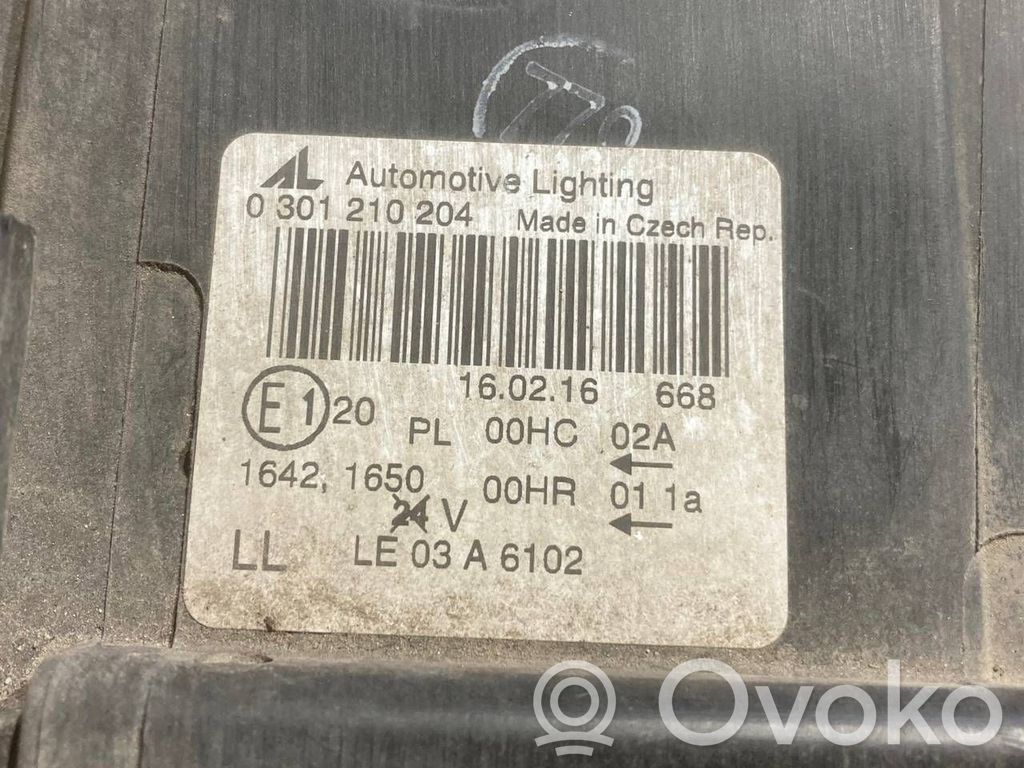 770
AL Automotive Lighting
0 301 210 204 Made in Czech Rep.
16.02.16 668
E1 20 PL 00HC 02A
←
1642, 1650 00HR 01 1a
←
24 V
LL LE 03 A 6102
Ovoko